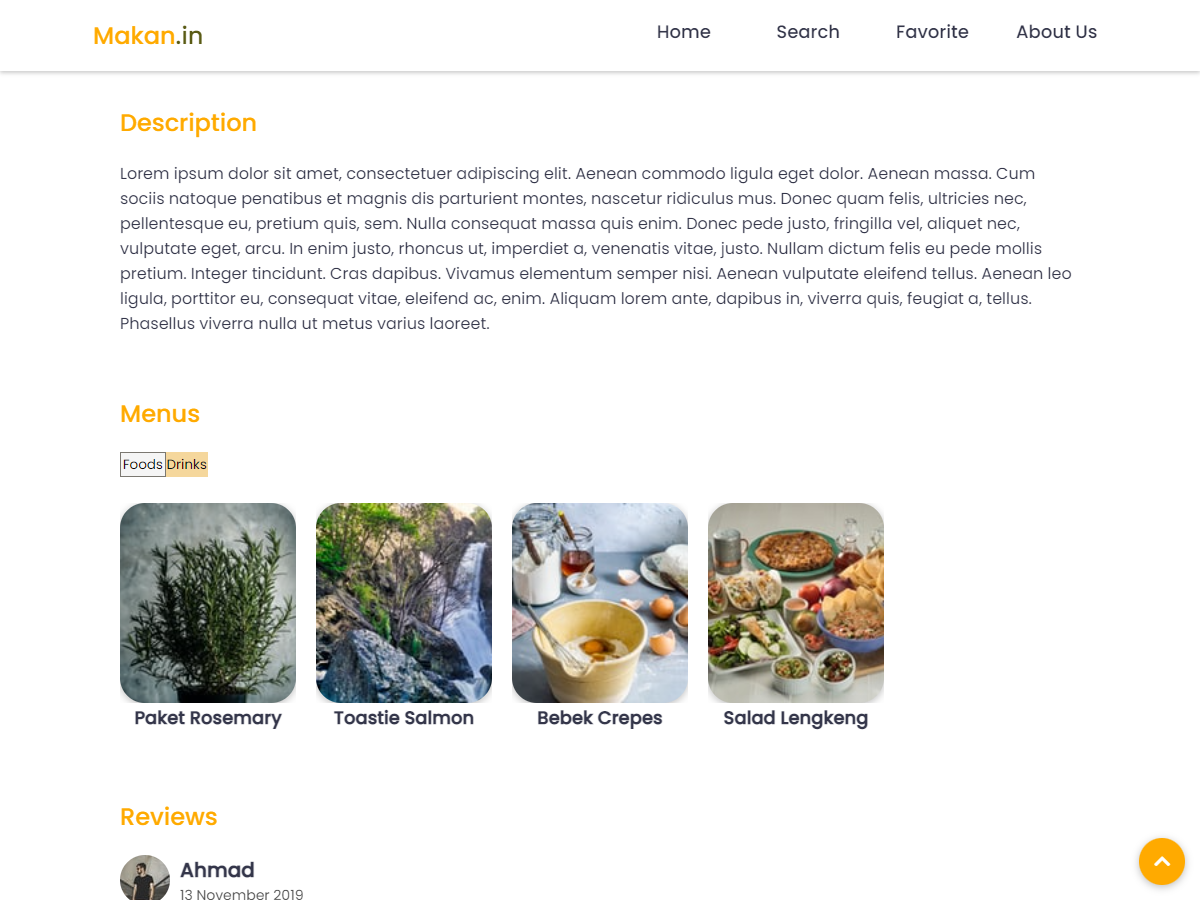 Makan.in
Home Search Favorite About Us
Description
Lorem ipsum dolor sit amet, consectetuer adipiscing elit. Aenean commodo ligula eget dolor. Aenean massa. Cum
sociis natoque penatibus et magnis dis parturient montes, nascetur ridiculus mus. Donec quam felis, ultricies nec,
pellentesque eu, pretium quis, sem. Nulla consequat massa quis enim. Donec pede justo, fringilla vel, aliquet nec,
vulputate eget, arcu. In enim justo, rhoncus ut, imperdiet a, venenatis vitae, justo. Nullam dictum felis eu pede mollis
pretium. Integer tincidunt. Cras dapibus. Vivamus elementum semper nisi. Aenean vulputate eleifend tellus. Aenean leo
ligula, porttitor eu, consequat vitae, eleifend ac, enim. Aliquam lorem ante, dapibus in, viverra quis, feugiat a, tellus.
Phasellus viverra nulla ut metus varius laoreet.
Menus
Foods Drinks
Paket Rosemary
Toastie Salmon
Bebek Crepes
Salad Lengkeng
Reviews
Ahmad
13 November 2019